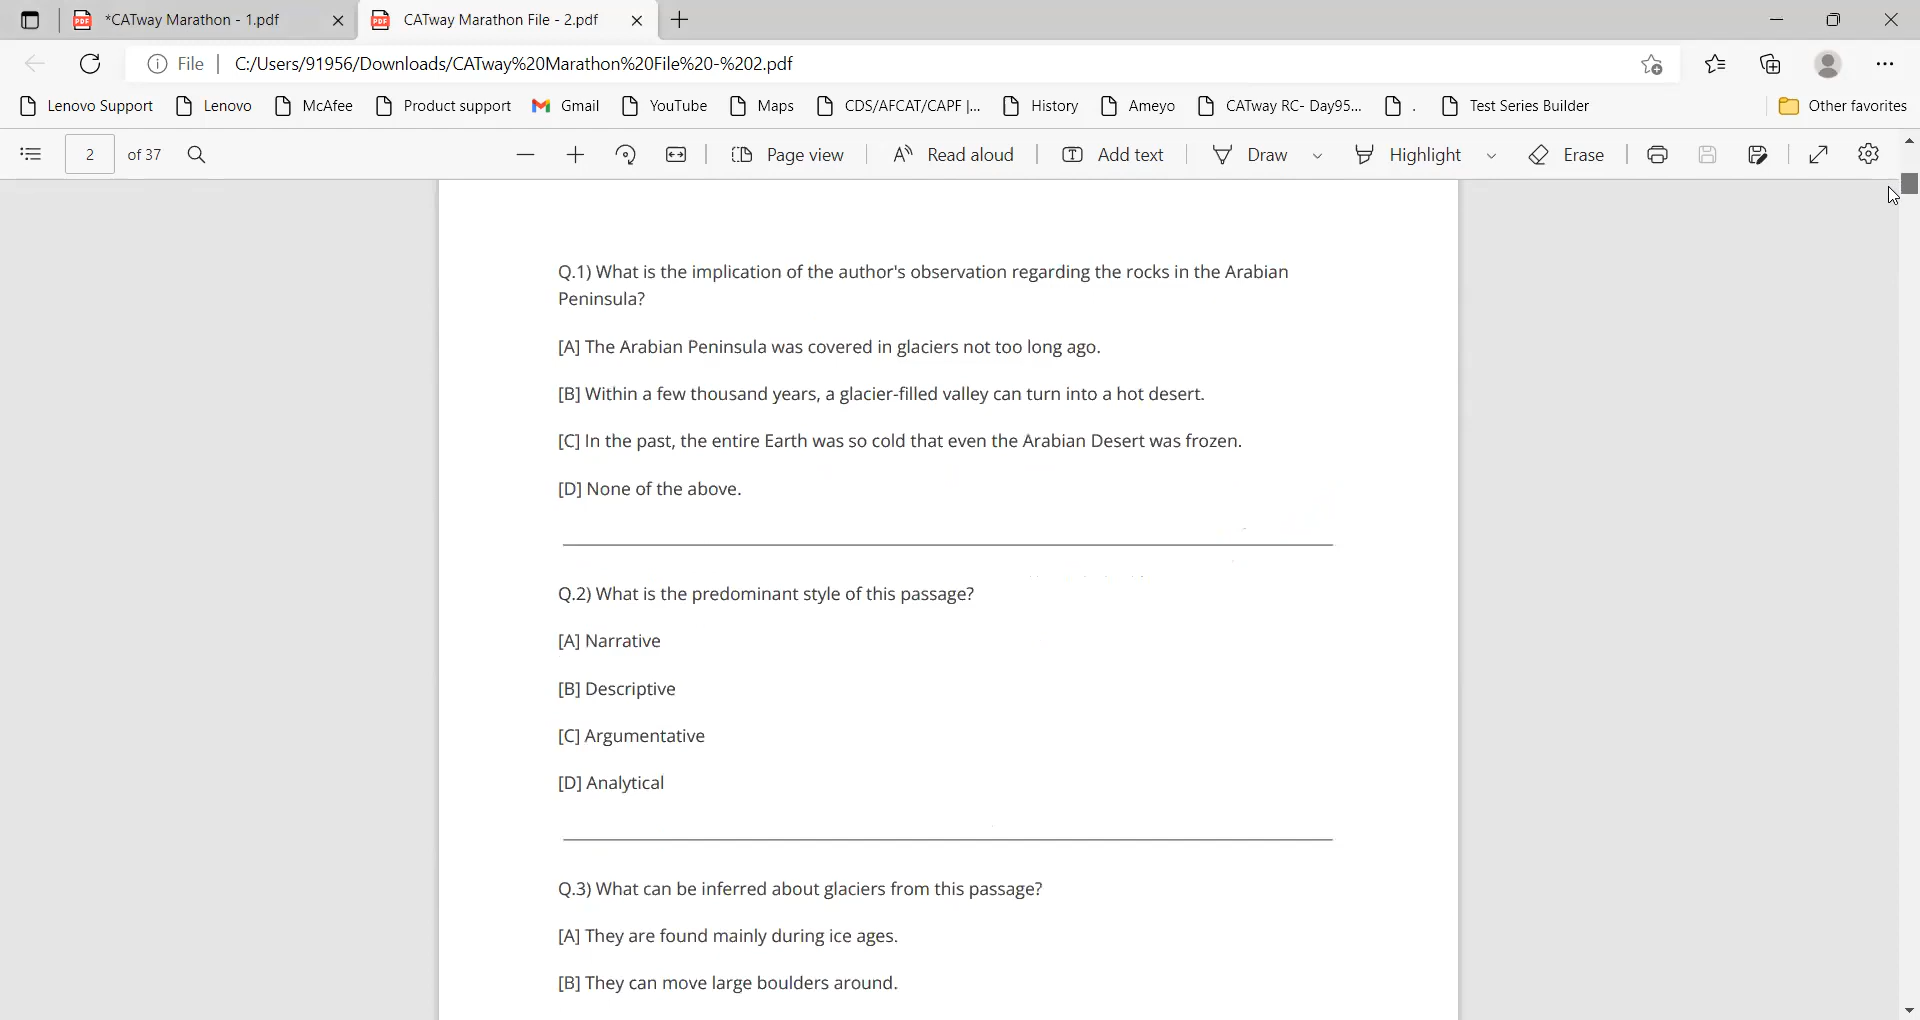 *CATway Marathon - 1.pdf
CATway Marathon File - 2.pdf
File
C:/Users/91956/Downloads/CATway%20Marathon%20File%20-%202.pdf
Lenovo Support
Lenovo
McAfee
Product support
Gmail
YouTube
Maps
CDS/AFCAT/CAPF |...
History
Ameyo
CATway RC- Day95...
.
Test Series Builder
Other favorites
2 of 37
Page view
Read aloud
Add text
Draw
Highlight
Erase
Q.1) What is the implication of the author's observation regarding the rocks in the Arabian
Peninsula?
[A] The Arabian Peninsula was covered in glaciers not too long ago.
[B] Within a few thousand years, a glacier-filled valley can turn into a hot desert.
[C] In the past, the entire Earth was so cold that even the Arabian Desert was frozen.
[D] None of the above.
Q.2) What is the predominant style of this passage?
[A] Narrative
[B] Descriptive
[C] Argumentative
[D] Analytical
Q.3) What can be inferred about glaciers from this passage?
[A] They are found mainly during ice ages.
[B] They can move large boulders around.